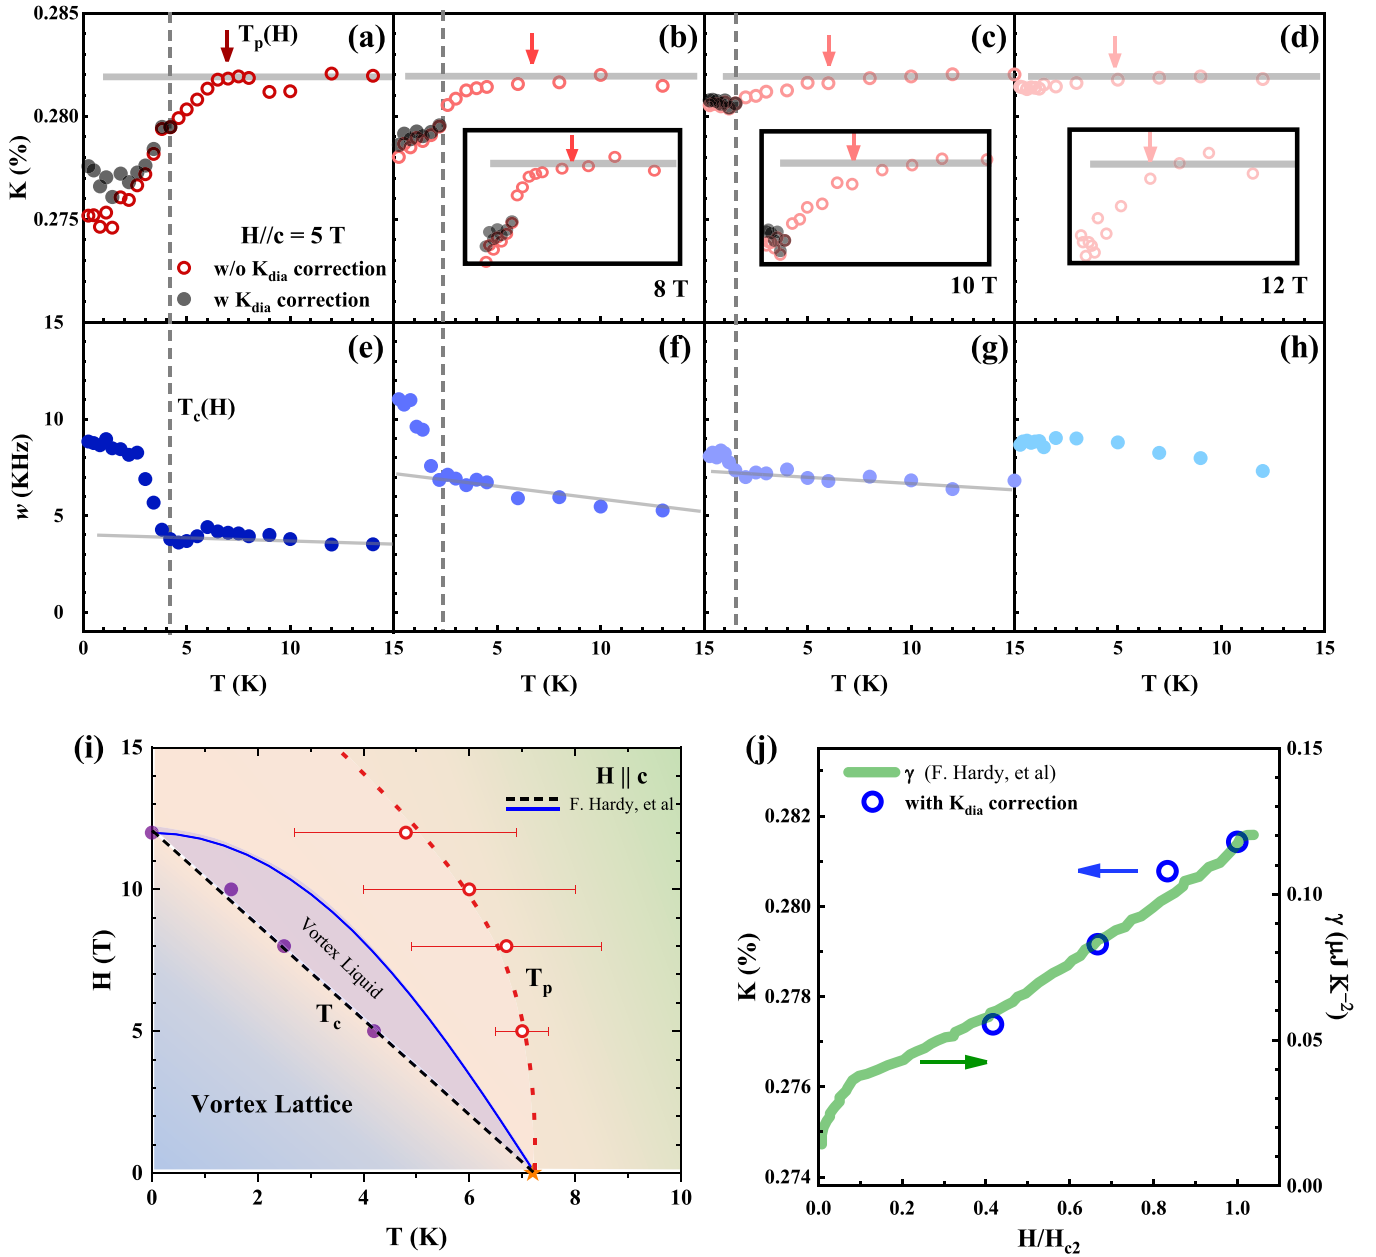 0.285
0.280
0.275
K (%)
T_p(H)
(a)
(b)
(c)
(d)
H//c = 5 T
w/o K_dia correction
w K_dia correction
8 T
10 T
12 T
15
10
5
0
w (KHz)
(e)
(f)
(g)
(h)
T_c(H)
0 5 10 15 5 10 15 5 10 15 5 10 15
T (K) T (K) T (K) T (K)
(i)
15
10
5
0
H (T)
H || c
F. Hardy, et al
Vortex Liquid
T_p
T_c
Vortex Lattice
0 2 4 6 8 10
T (K)
(j)
γ (F. Hardy, et al)
with K_dia correction
0.282
0.280
0.278
0.276
0.274
K (%)
0.15
0.10
0.05
0.00
γ (μJ K⁻²)
0.0 0.2 0.4 0.6 0.8 1.0
H/H_c2